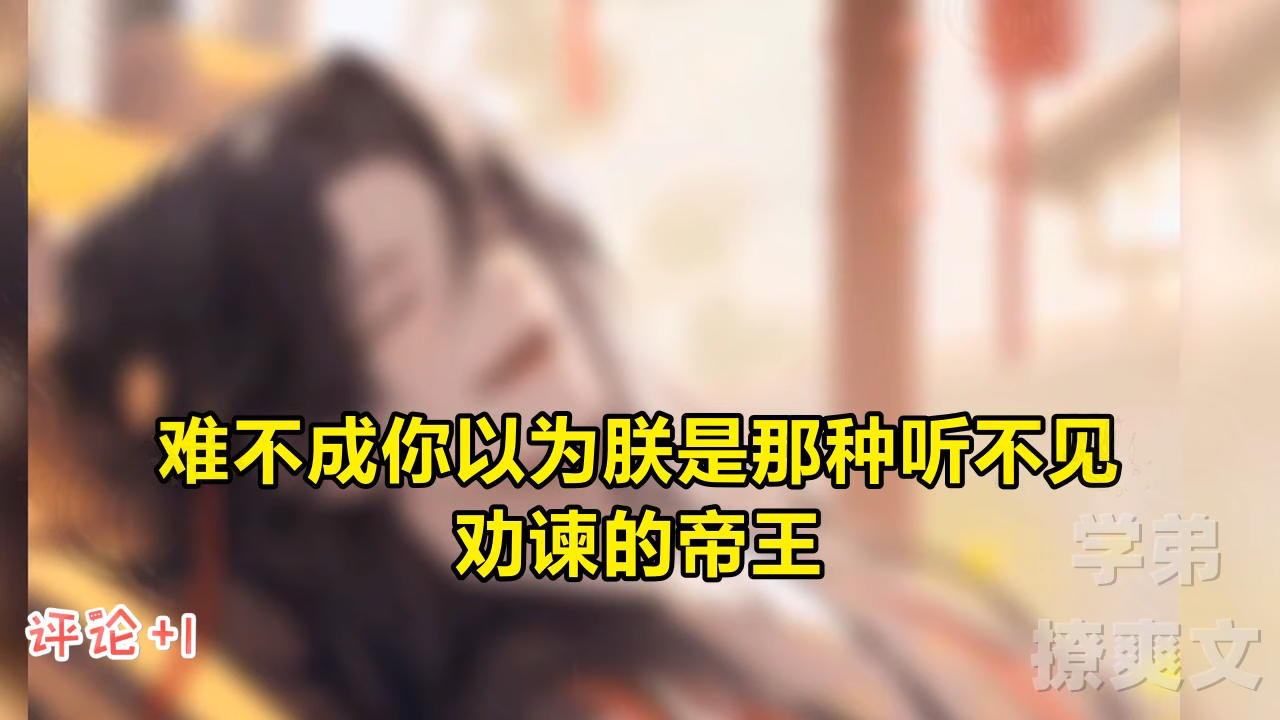 难不成你以为朕是那种听不见
劝谏的帝王
学弟
撩爽文
评论+1